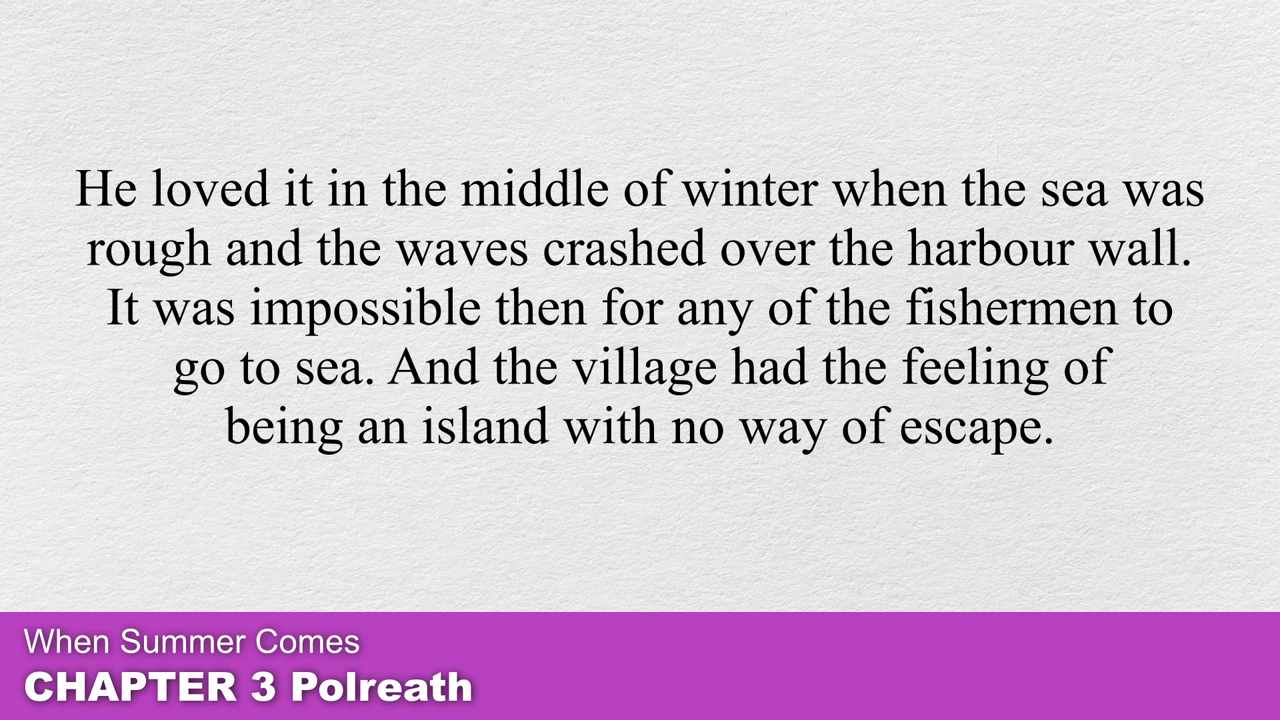 He loved it in the middle of winter when the sea was
rough and the waves crashed over the harbour wall.
It was impossible then for any of the fishermen to
go to sea. And the village had the feeling of
being an island with no way of escape.
When Summer Comes
CHAPTER 3 Polreath